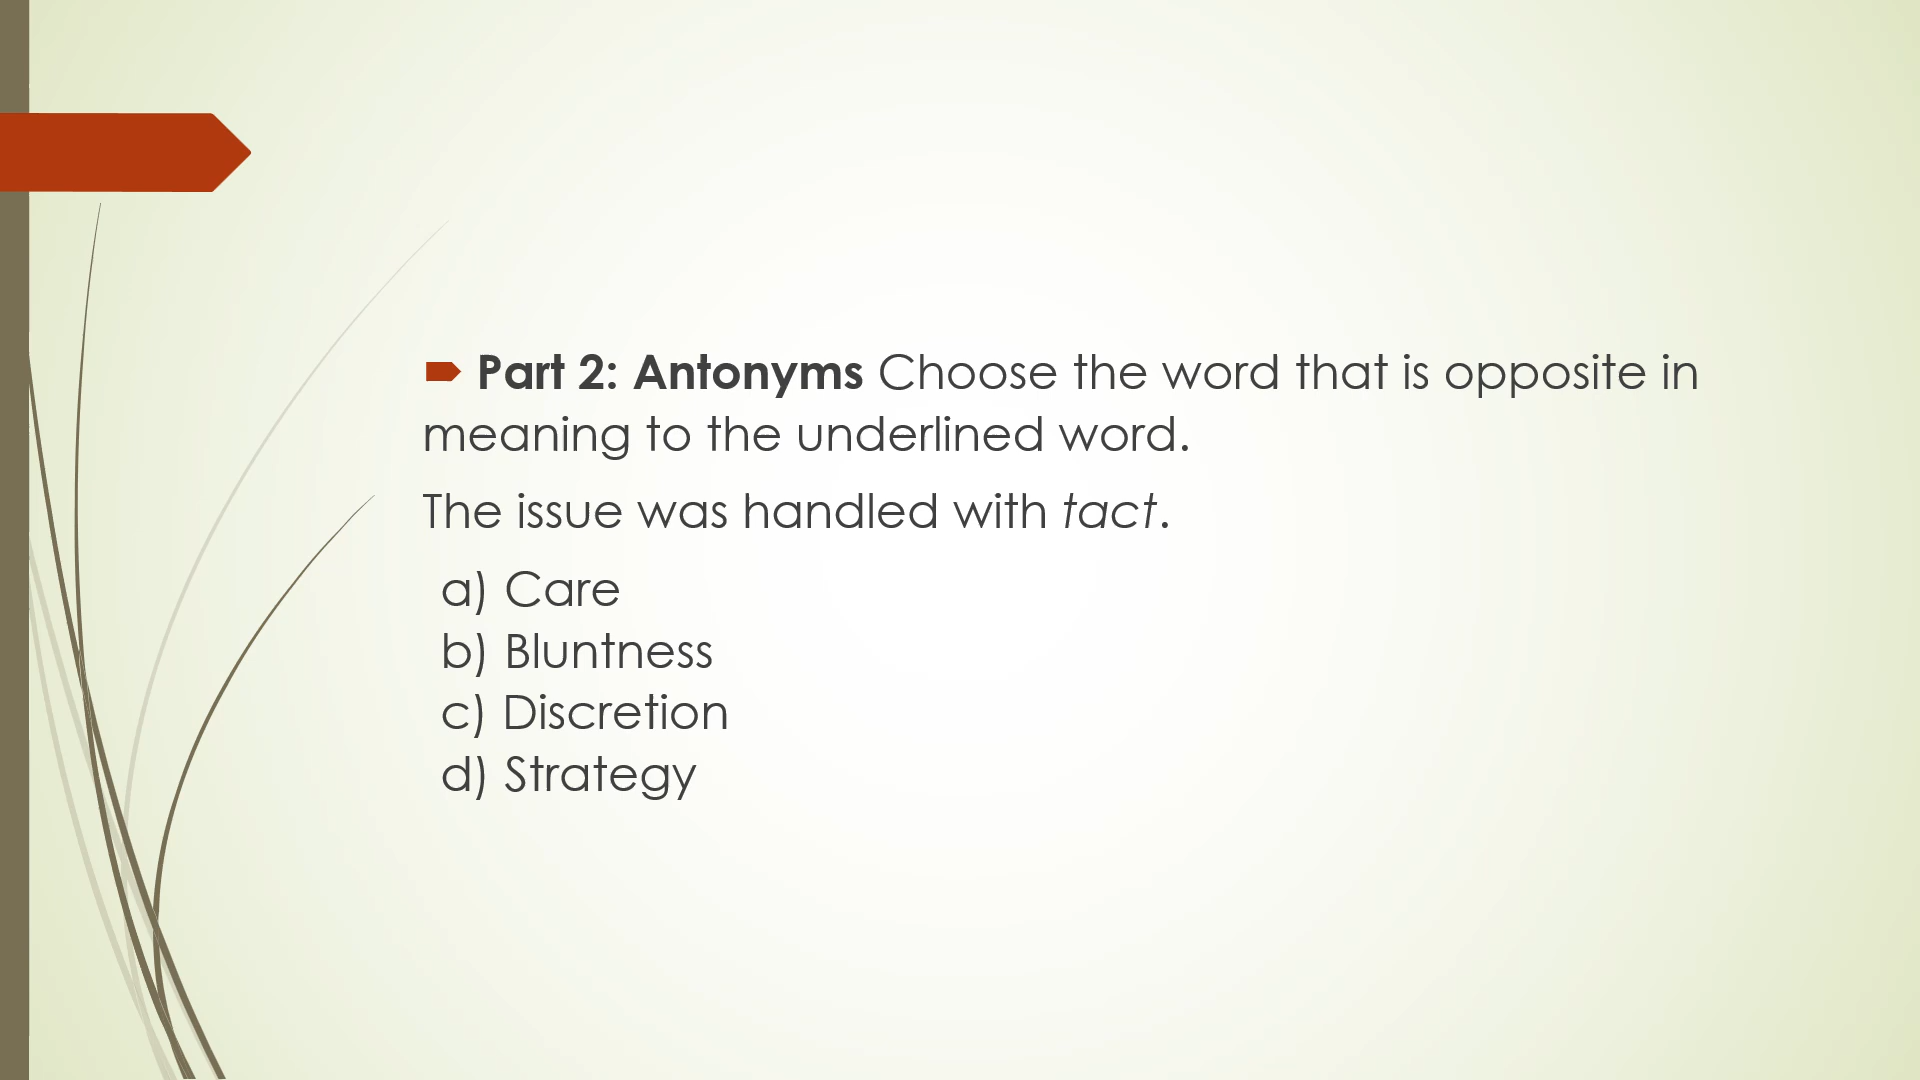 Part 2: Antonyms Choose the word that is opposite in
meaning to the underlined word.
The issue was handled with tact.
a) Care
b) Bluntness
c) Discretion
d) Strategy